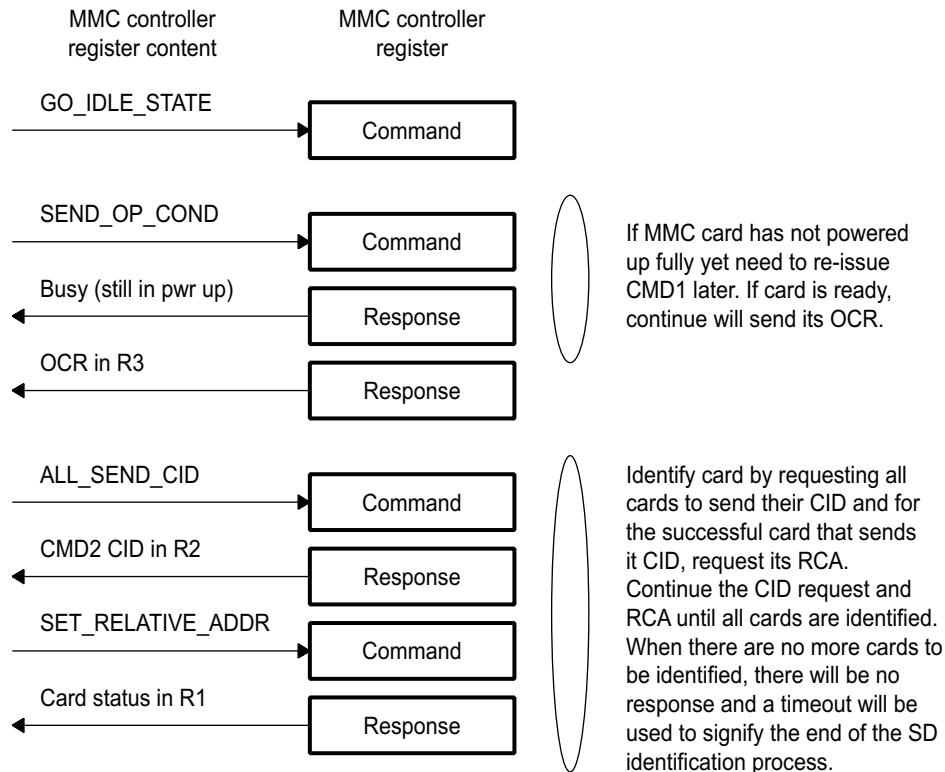 MMC controller
register content
MMC controller
register
GO_IDLE_STATE
Command
SEND_OP_COND
Command
Busy (still in pwr up)
Response
OCR in R3
Response
If MMC card has not powered
up fully yet need to re-issue
CMD1 later. If card is ready,
continue will send its OCR.
ALL_SEND_CID
Command
CMD2 CID in R2
Response
SET_RELATIVE_ADDR
Command
Card status in R1
Response
Identify card by requesting all
cards to send their CID and for
the successful card that sends
it CID, request its RCA.
Continue the CID request and
RCA until all cards are identified.
When there are no more cards to
be identified, there will be no
response and a timeout will be
used to signify the end of the SD
identification process.